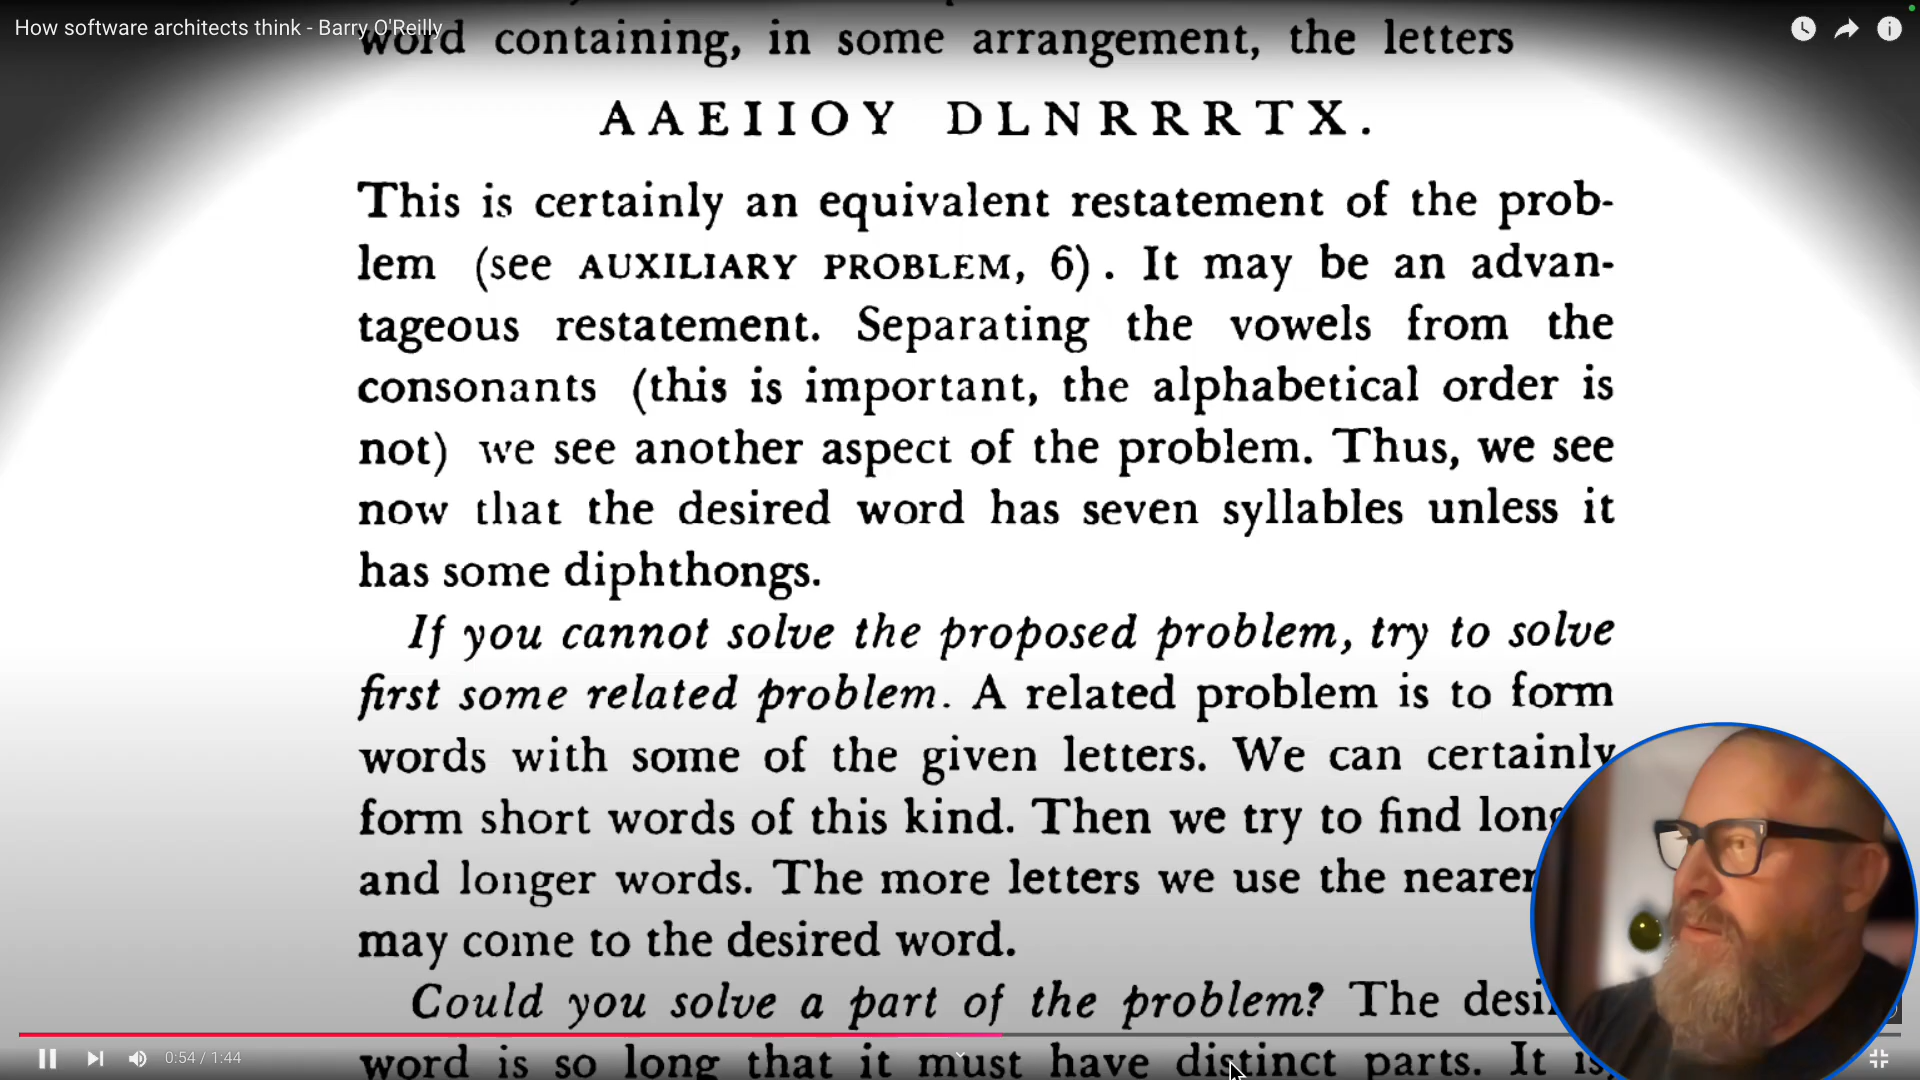 How software architects think - Barry O'Reilly
word containing, in some arrangement, the letters
AAEIIOY DLNRRRTX.
This is certainly an equivalent restatement of the prob-
lem (see AUXILIARY PROBLEM, 6). It may be an advan-
tageous restatement. Separating the vowels from the
consonants (this is important, the alphabetical order is
not) we see another aspect of the problem. Thus, we see
now that the desired word has seven syllables unless it
has some diphthongs.
If you cannot solve the proposed problem, try to solve
first some related problem. A related problem is to form
words with some of the given letters. We can certainly
form short words of this kind. Then we try to find
and longer words. The more letters we use the nearer
may come to the desired word.
Could you solve a part of the problem? The
word is so long that it must have distinct parts. It
0:54 / 1:44